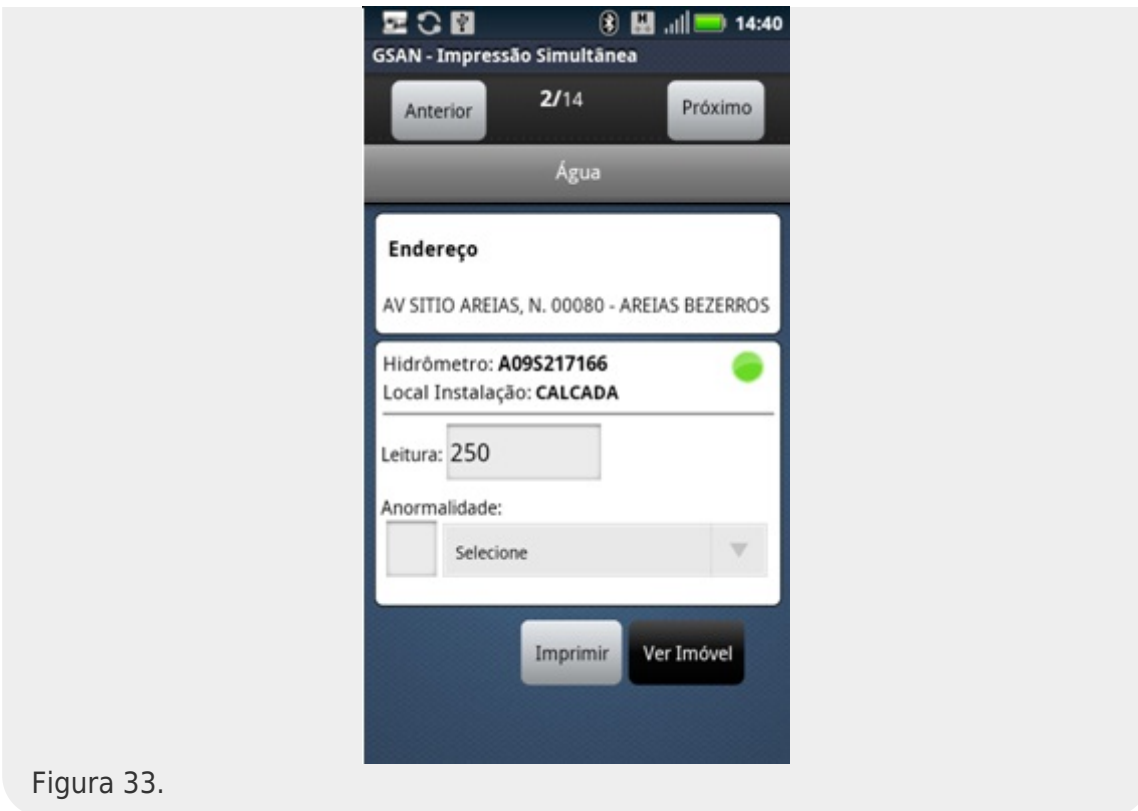 14:40
GSAN - Impressão Simultânea
Anterior 2/14 Próximo
Água
Endereço
AV SITIO AREIAS, N. 00080 - AREIAS BEZERROS
Hidrômetro: A09S217166
Local Instalação: CALCADA
Leitura: 250
Anormalidade:
Selecione
Imprimir Ver Imóvel
Figura 33.